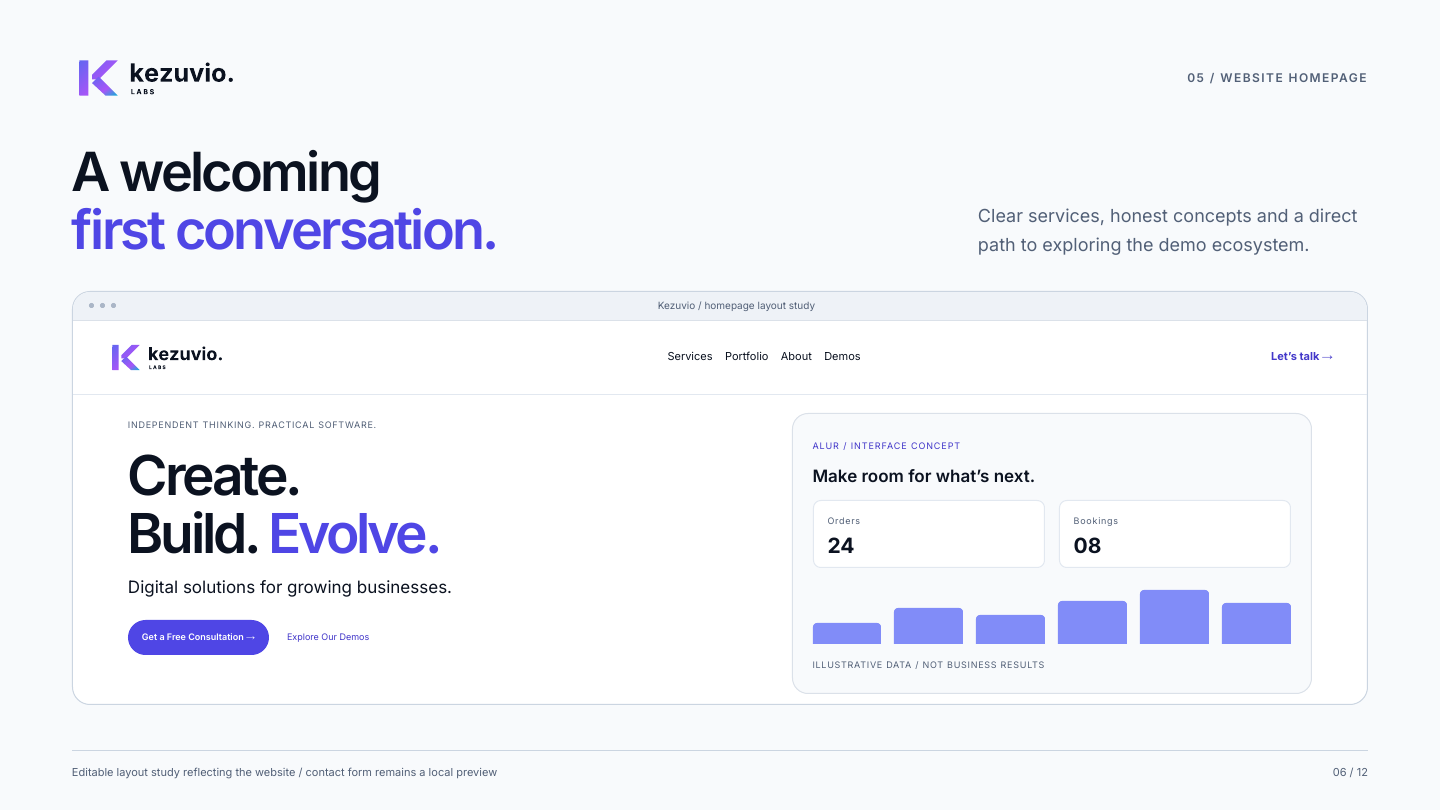 kezuvio.
LABS
05 / WEBSITE HOMEPAGE
A welcoming
first conversation.
Clear services, honest concepts and a direct
path to exploring the demo ecosystem.
Kezuvio / homepage layout study
kezuvio.
LABS
Services Portfolio About Demos
Let’s talk →
INDEPENDENT THINKING. PRACTICAL SOFTWARE.
Create.
Build. Evolve.
Digital solutions for growing businesses.
Get a Free Consultation →
Explore Our Demos
ALUR / INTERFACE CONCEPT
Make room for what’s next.
Orders
24
Bookings
08
ILLUSTRATIVE DATA / NOT BUSINESS RESULTS
Editable layout study reflecting the website / contact form remains a local preview
06 / 12